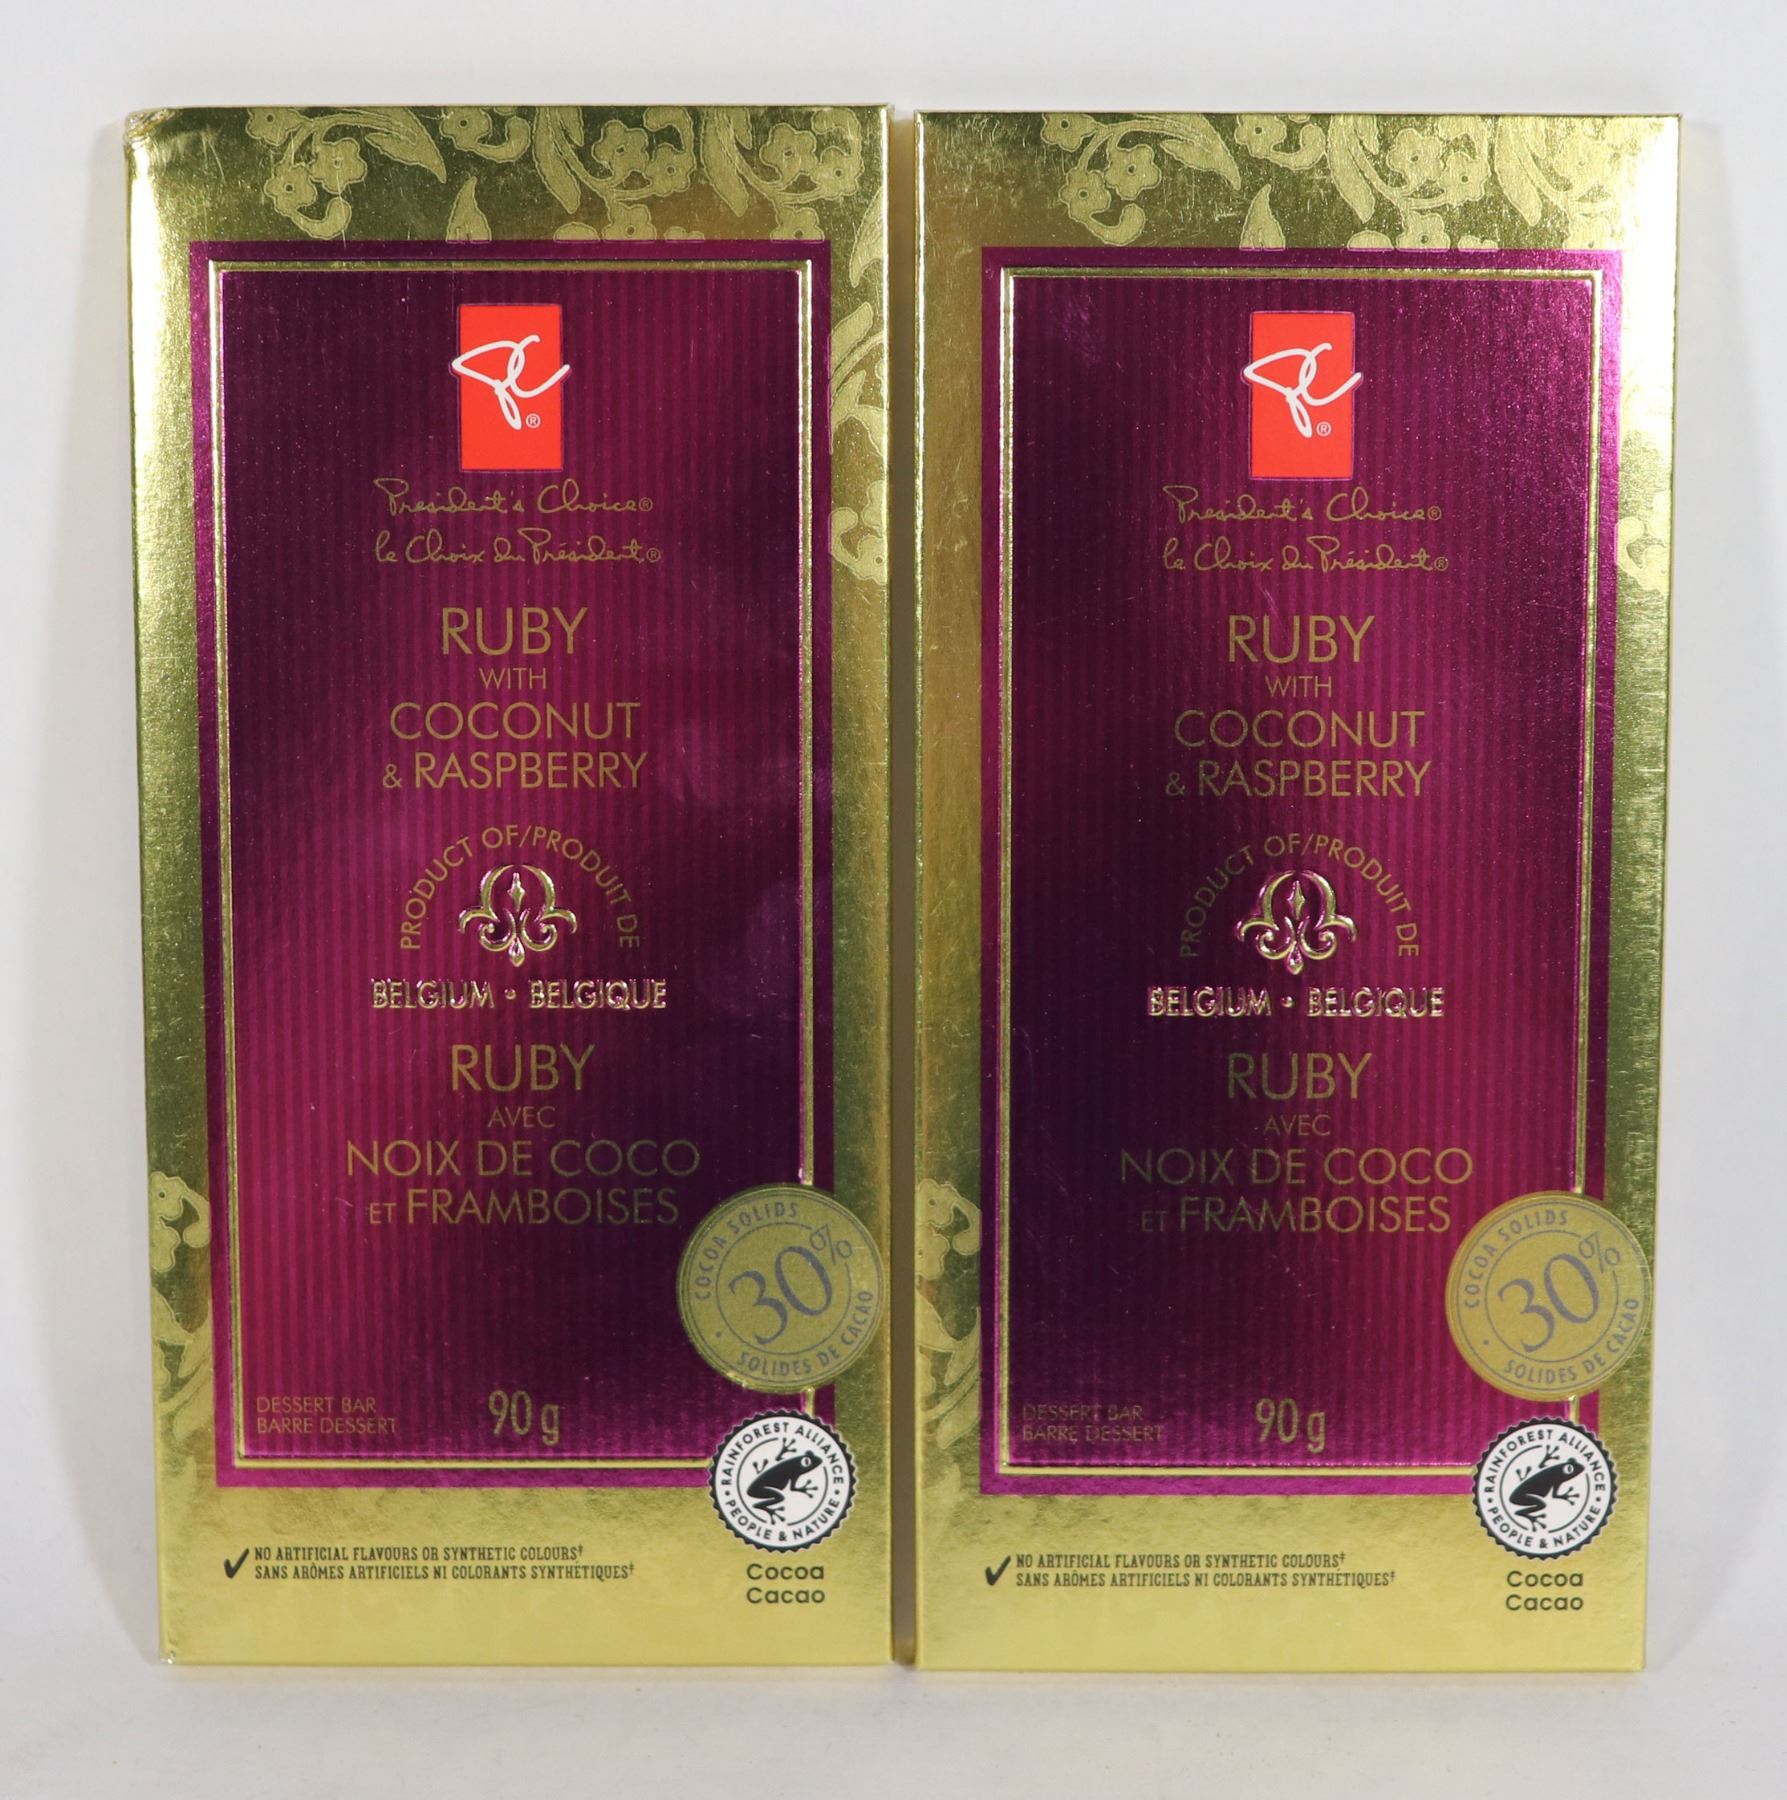 PC®
President's Choice®
le Choix du Président®
RUBY
WITH
COCONUT
& RASPBERRY
PRODUCT OF/PRODUIT DE
BELGIUM • BELGIQUE
RUBY
AVEC
NOIX DE COCO
ET FRAMBOISES
COCOA SOLIDS
30%
SOLIDES DE CACAO
DESSERT BAR
BARRE DESSERT
90 g
RAINFOREST ALLIANCE
PEOPLE & NATURE
NO ARTIFICIAL FLAVOURS OR SYNTHETIC COLOURS‡
SANS ARÔMES ARTIFICIELS NI COLORANTS SYNTHÉTIQUES‡
Cocoa
Cacao
PC®
President's Choice®
le Choix du Président®
RUBY
WITH
COCONUT
& RASPBERRY
PRODUCT OF/PRODUIT DE
BELGIUM • BELGIQUE
RUBY
AVEC
NOIX DE COCO
ET FRAMBOISES
COCOA SOLIDS
30%
SOLIDES DE CACAO
DESSERT BAR
BARRE DESSERT
90 g
RAINFOREST ALLIANCE
PEOPLE & NATURE
NO ARTIFICIAL FLAVOURS OR SYNTHETIC COLOURS‡
SANS ARÔMES ARTIFICIELS NI COLORANTS SYNTHÉTIQUES‡
Cocoa
Cacao